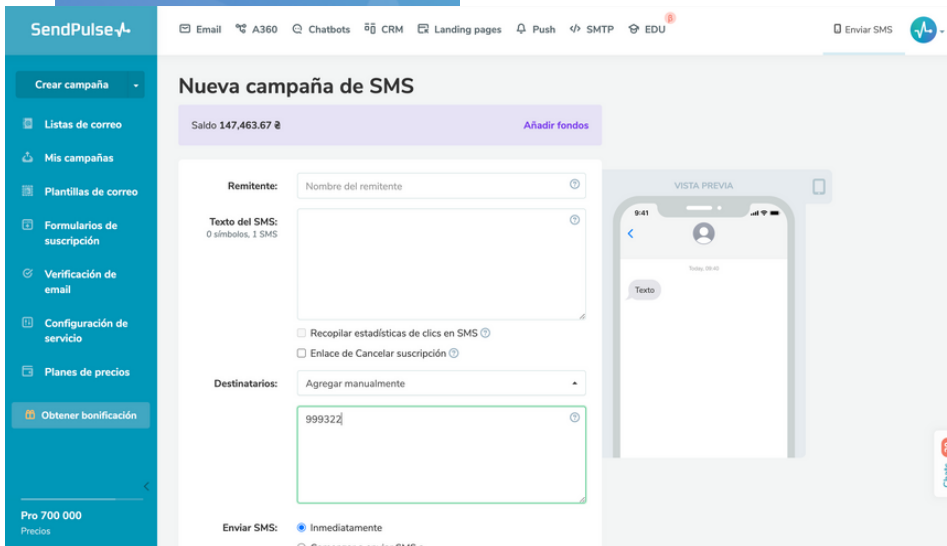 SendPulse
Email A360 Chatbots CRM Landing pages Push SMTP EDU β
Enviar SMS
Crear campaña
Listas de correo
Mis campañas
Plantillas de correo
Formularios de
suscripción
Verificación de
email
Configuración de
servicio
Planes de precios
Obtener bonificación
Pro 700 000
Precios
Nueva campaña de SMS
Saldo 147,463.67 ₴
Añadir fondos
Remitente:
Nombre del remitente
Texto del SMS:
0 símbolos, 1 SMS
Recopilar estadísticas de clics en SMS
Enlace de Cancelar suscripción
Destinatarios:
Agregar manualmente
999322
Enviar SMS:
Inmediatamente
VISTA PREVIA
9:41
Texto